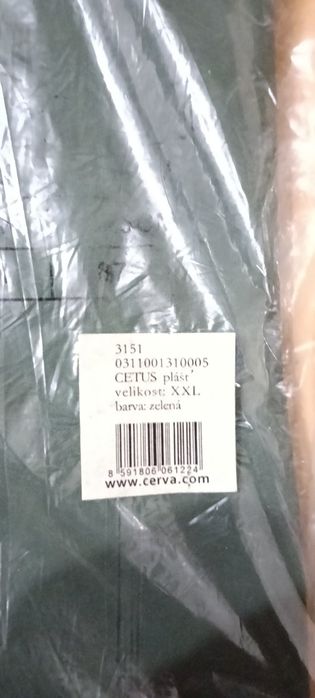 3151
0311001310005
CETUS plášť
velikost: XXL
barva: zelená
8 591806 061224
www.cerva.com